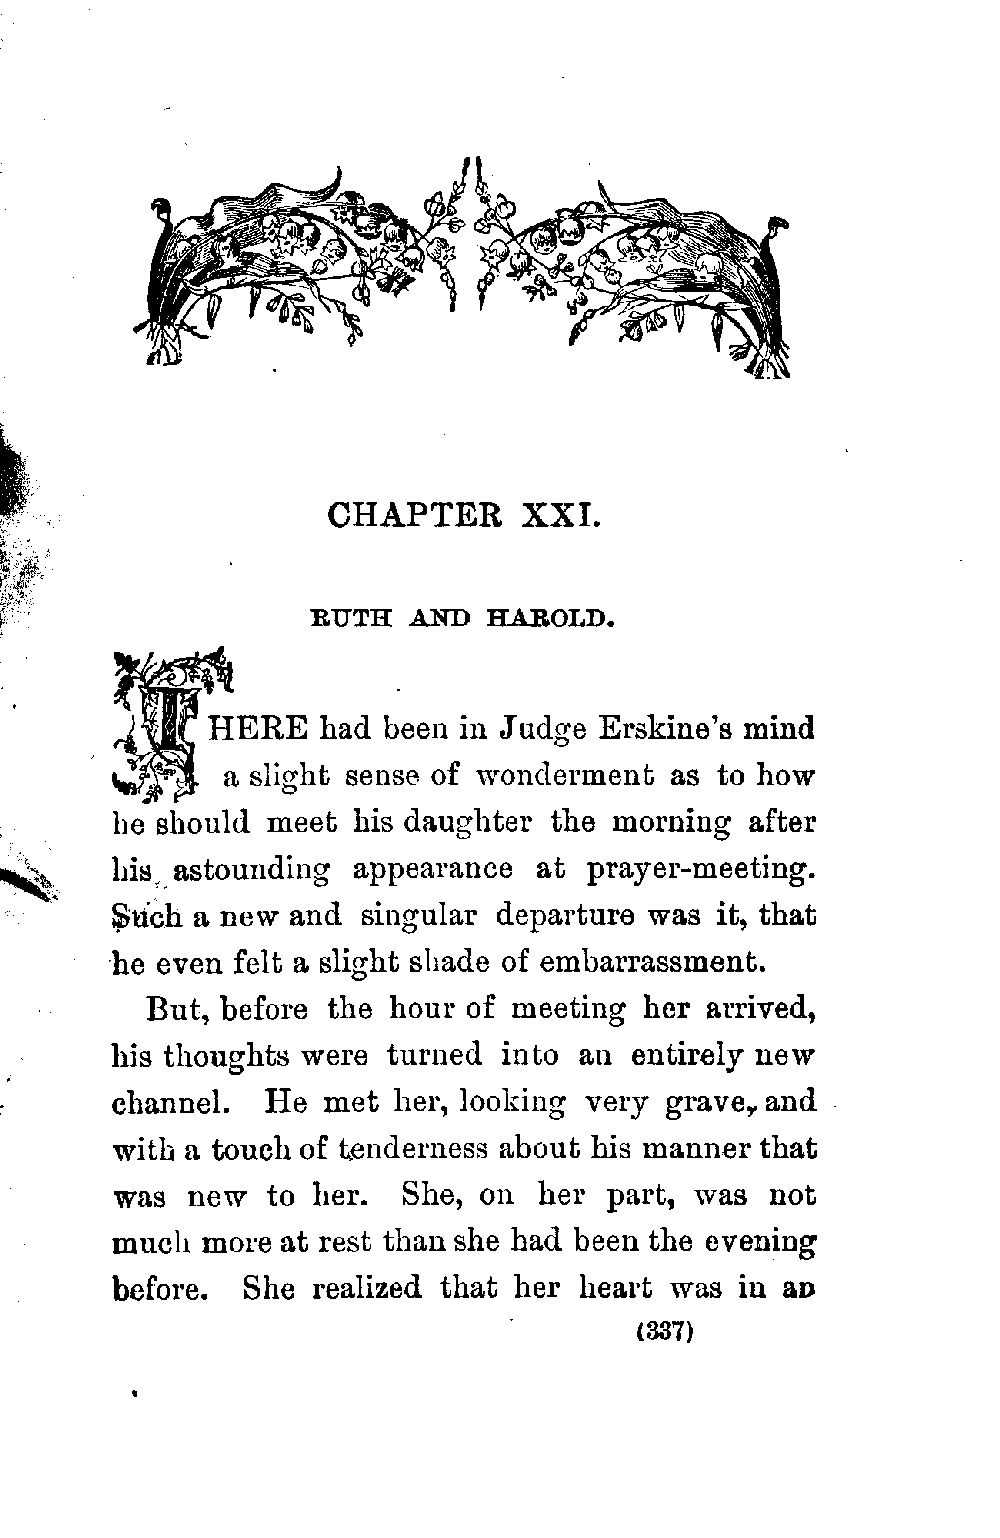 CHAPTER XXI.
RUTH AND HAROLD.
THERE had been in Judge Erskine's mind
a slight sense of wonderment as to how
he should meet his daughter the morning after
his astounding appearance at prayer-meeting.
Such a new and singular departure was it, that
he even felt a slight shade of embarrassment.
But, before the hour of meeting her arrived,
his thoughts were turned into an entirely new
channel. He met her, looking very grave, and
with a touch of tenderness about his manner that
was new to her. She, on her part, was not
much more at rest than she had been the evening
before. She realized that her heart was in an
(337)